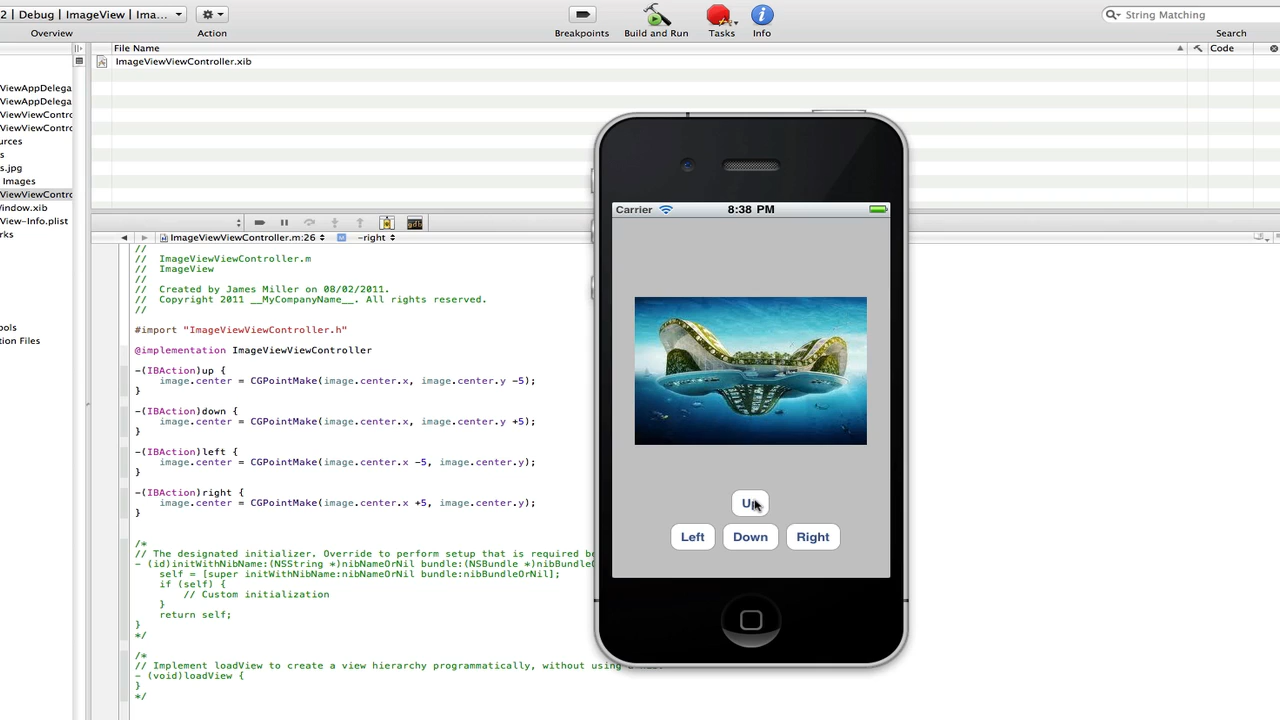 2 | Debug | ImageView | Ima...
Overview
Action
Breakpoints
Build and Run
Tasks
Info
String Matching
Search
File Name
Code
ImageViewViewController.xib
ViewAppDelega
ViewAppDelega
ViewViewContro
ViewViewContro
urces
s
s.jpg
Images
ViewViewContro
Window.xib
View-Info.plist
rks
ools
tion Files
gdb
ImageViewViewController.m:26
M
-right
//
// ImageViewViewController.m
// ImageView
//
// Created by James Miller on 08/02/2011.
// Copyright 2011 __MyCompanyName__. All rights reserved.
//
#import "ImageViewViewController.h"
@implementation ImageViewViewController
-(IBAction)up {
image.center = CGPointMake(image.center.x, image.center.y -5);
}
-(IBAction)down {
image.center = CGPointMake(image.center.x, image.center.y +5);
}
-(IBAction)left {
image.center = CGPointMake(image.center.x -5, image.center.y);
}
-(IBAction)right {
image.center = CGPointMake(image.center.x +5, image.center.y);
}
/*
// The designated initializer. Override to perform setup that is required be
- (id)initWithNibName:(NSString *)nibNameOrNil bundle:(NSBundle *)nibBundleO
self = [super initWithNibName:nibNameOrNil bundle:nibBundleOrNil];
if (self) {
// Custom initialization
}
return self;
}
*/
/*
// Implement loadView to create a view hierarchy programmatically, without using
- (void)loadView {
}
*/
Carrier
8:38 PM
Up
Left
Down
Right